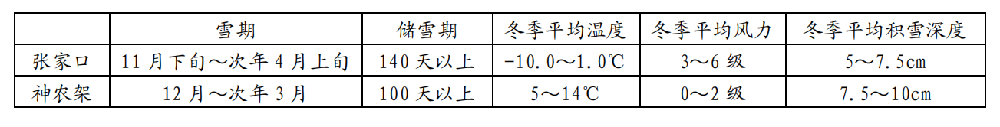 雪期 储雪期 冬季平均温度 冬季平均风力 冬季平均积雪深度
张家口 11月下旬～次年4月上旬 140天以上 -10.0～1.0℃ 3～6级 5～7.5cm
神农架 12月～次年3月 100天以上 5～14℃ 0～2级 7.5～10cm